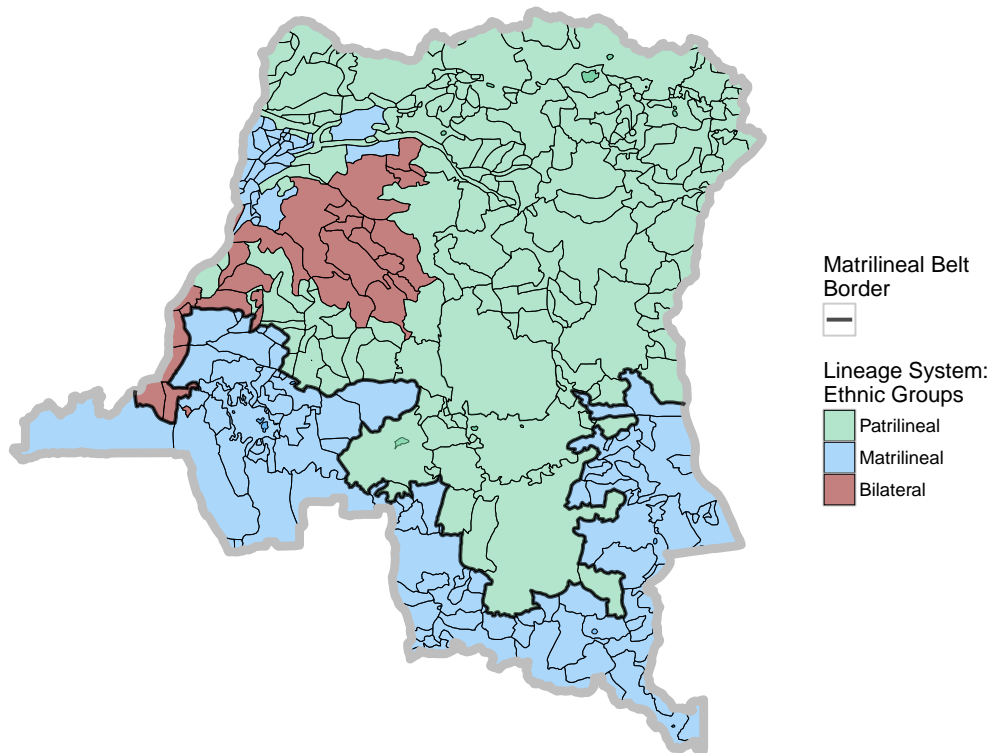 Matrilineal Belt
Border
Lineage System:
Ethnic Groups
Patrilineal
Matrilineal
Bilateral